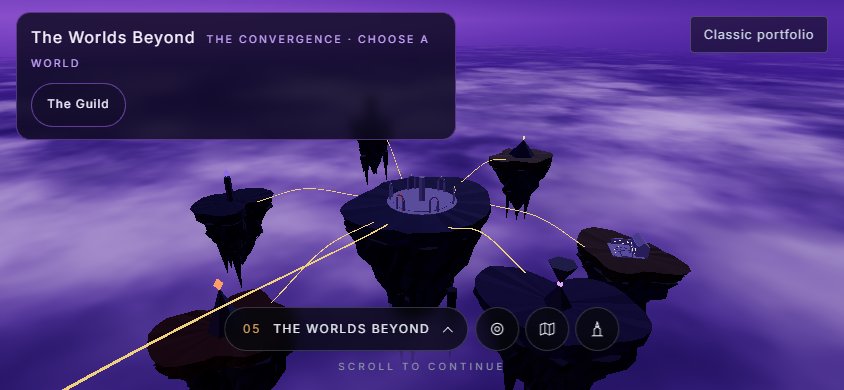 The Worlds Beyond THE CONVERGENCE · CHOOSE A
WORLD
The Guild
Classic portfolio
05 THE WORLDS BEYOND
SCROLL TO CONTINUE